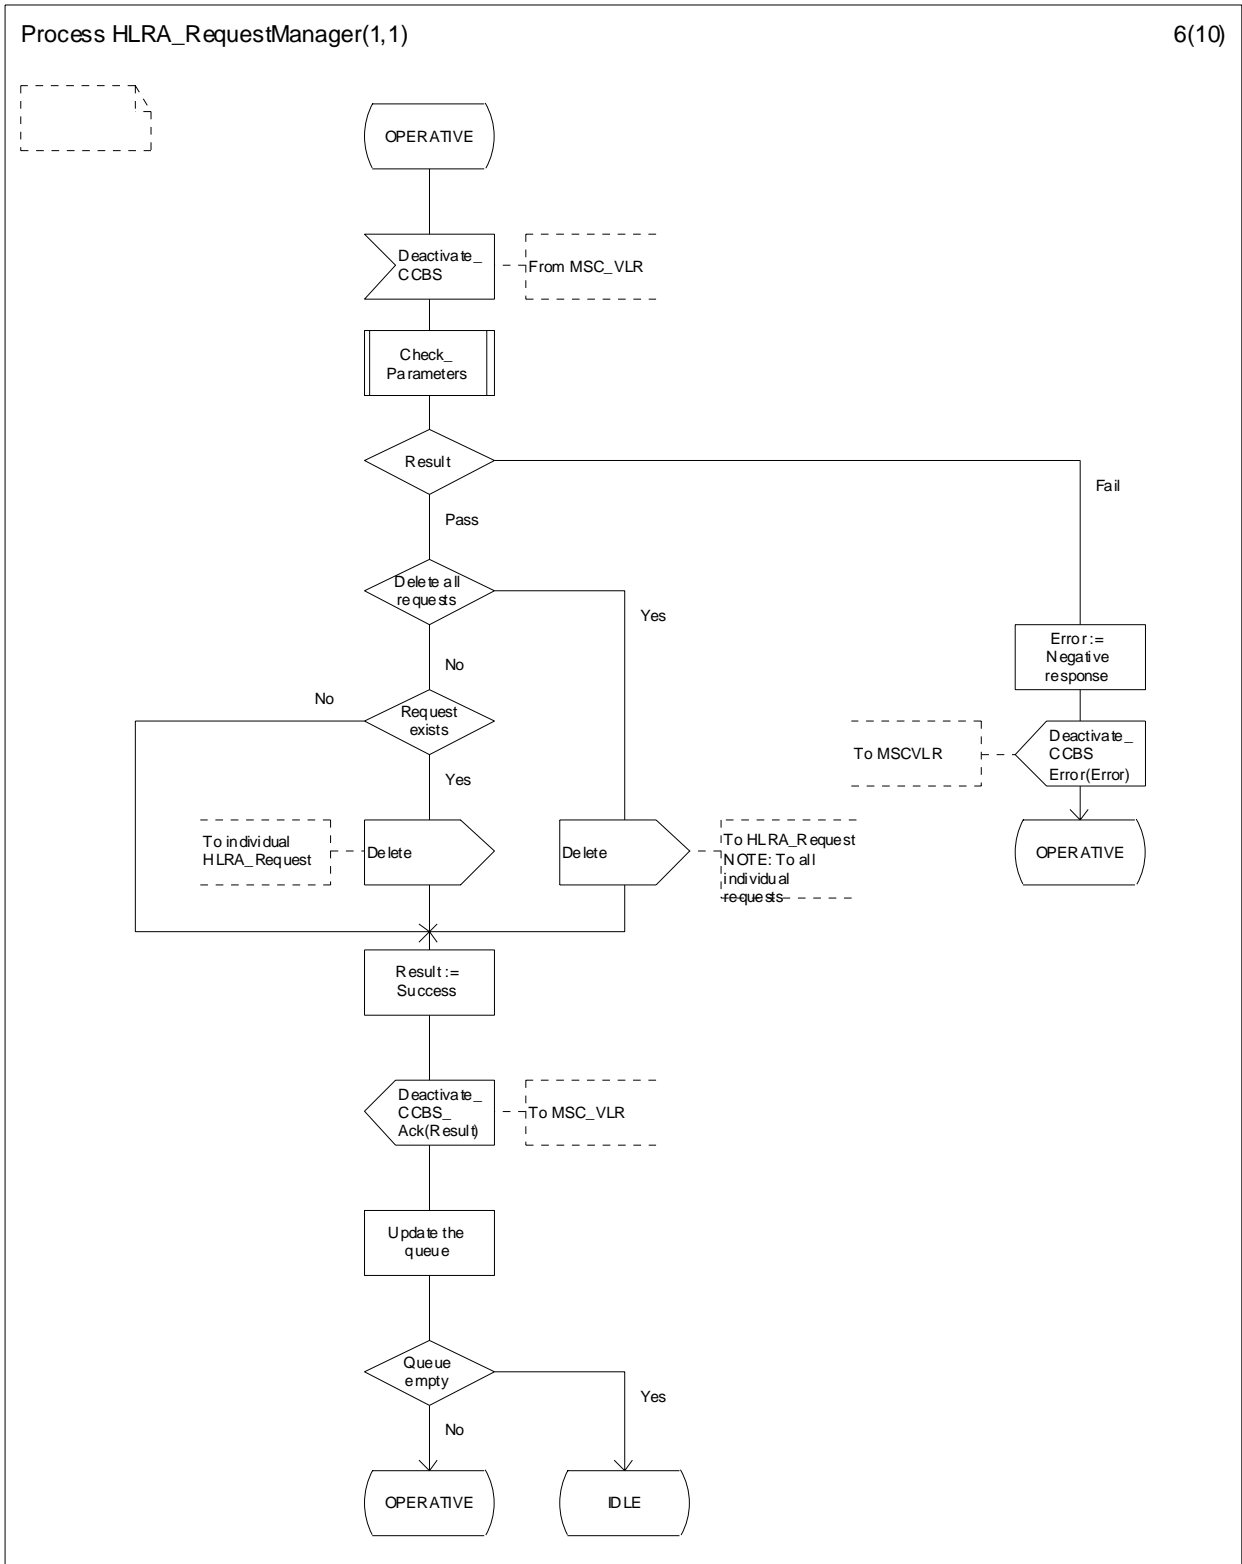 Process HLRA_RequestManager(1,1)
6(10)
OPERATIVE
Deactivate_
CCBS
From MSC_VLR
Check_
Parameters
Result
Fail
Pass
Delete all
requests
Yes
Error :=
Negative
response
No
No
Request
exists
Deactivate_
CCBS
Error(Error)
To MSCVLR
Yes
To individual
HLRA_Request
Delete
Delete
To HLRA_Request
NOTE: To all
individual
requests
OPERATIVE
Result :=
Success
Deactivate_
CCBS_
Ack(Result)
To MSC_VLR
Update the
queue
Queue
empty
Yes
No
OPERATIVE
IDLE